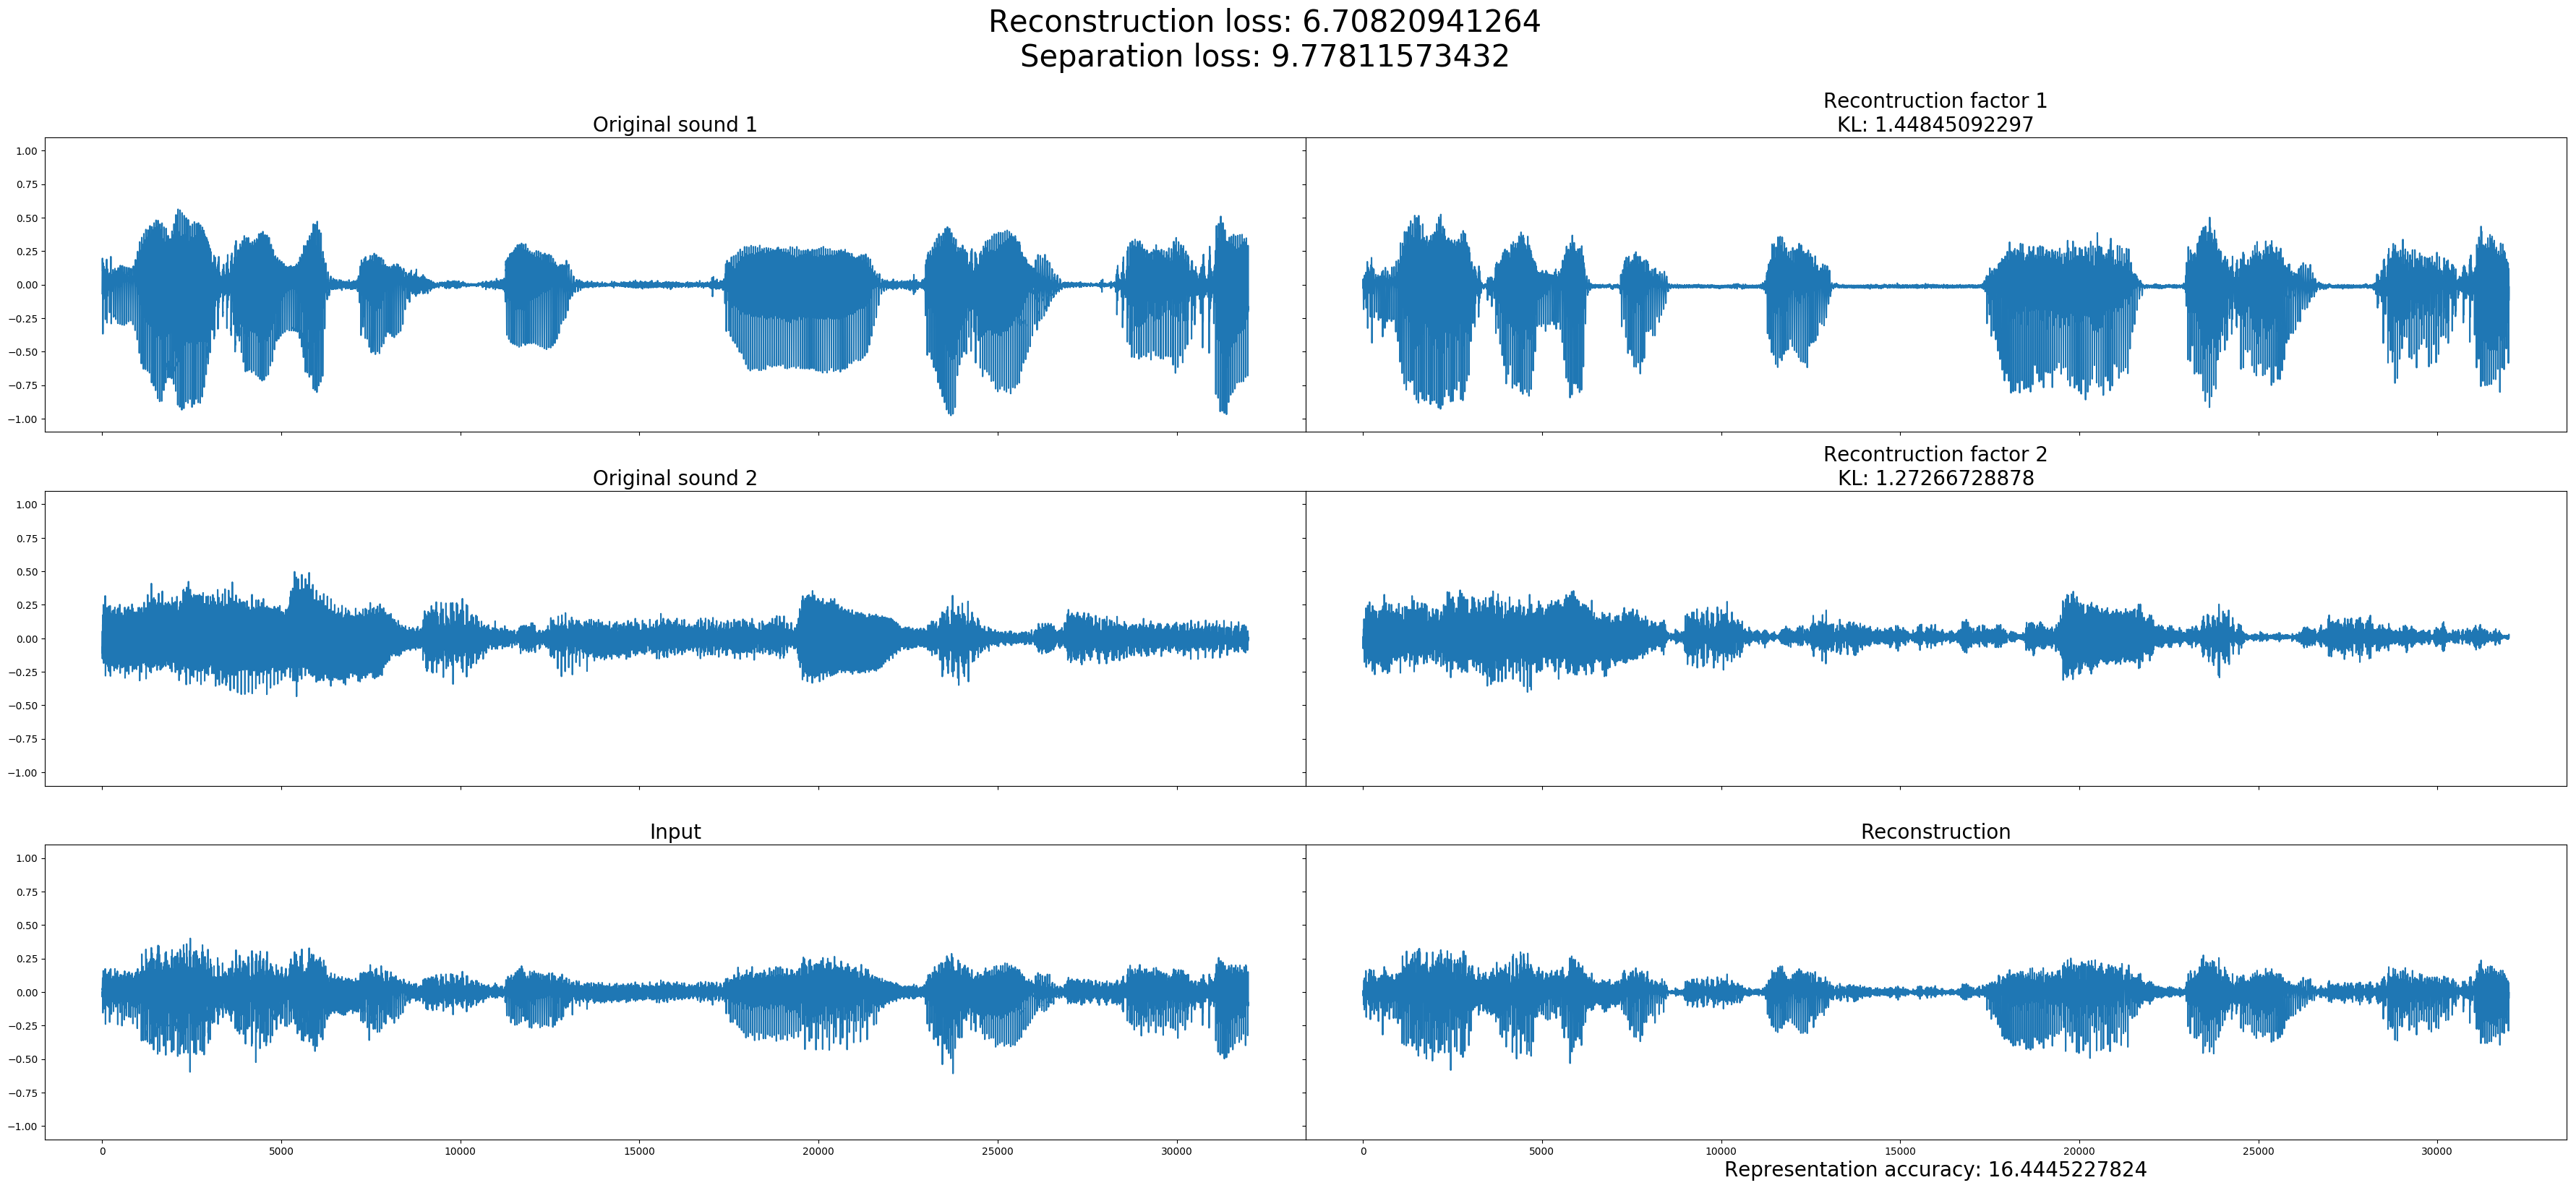 Reconstruction loss: 6.70820941264
Separation loss: 9.77811573432
Original sound 1
Recontruction factor 1
KL: 1.44845092297
1.00
0.75
0.50
0.25
0.00
−0.25
−0.50
−0.75
−1.00
Original sound 2
Recontruction factor 2
KL: 1.27266728878
1.00
0.75
0.50
0.25
0.00
−0.25
−0.50
−0.75
−1.00
Input
Reconstruction
1.00
0.75
0.50
0.25
0.00
−0.25
−0.50
−0.75
−1.00
0 5000 10000 15000 20000 25000 30000
0 5000 10000 15000 20000 25000 30000
Representation accuracy: 16.4445227824